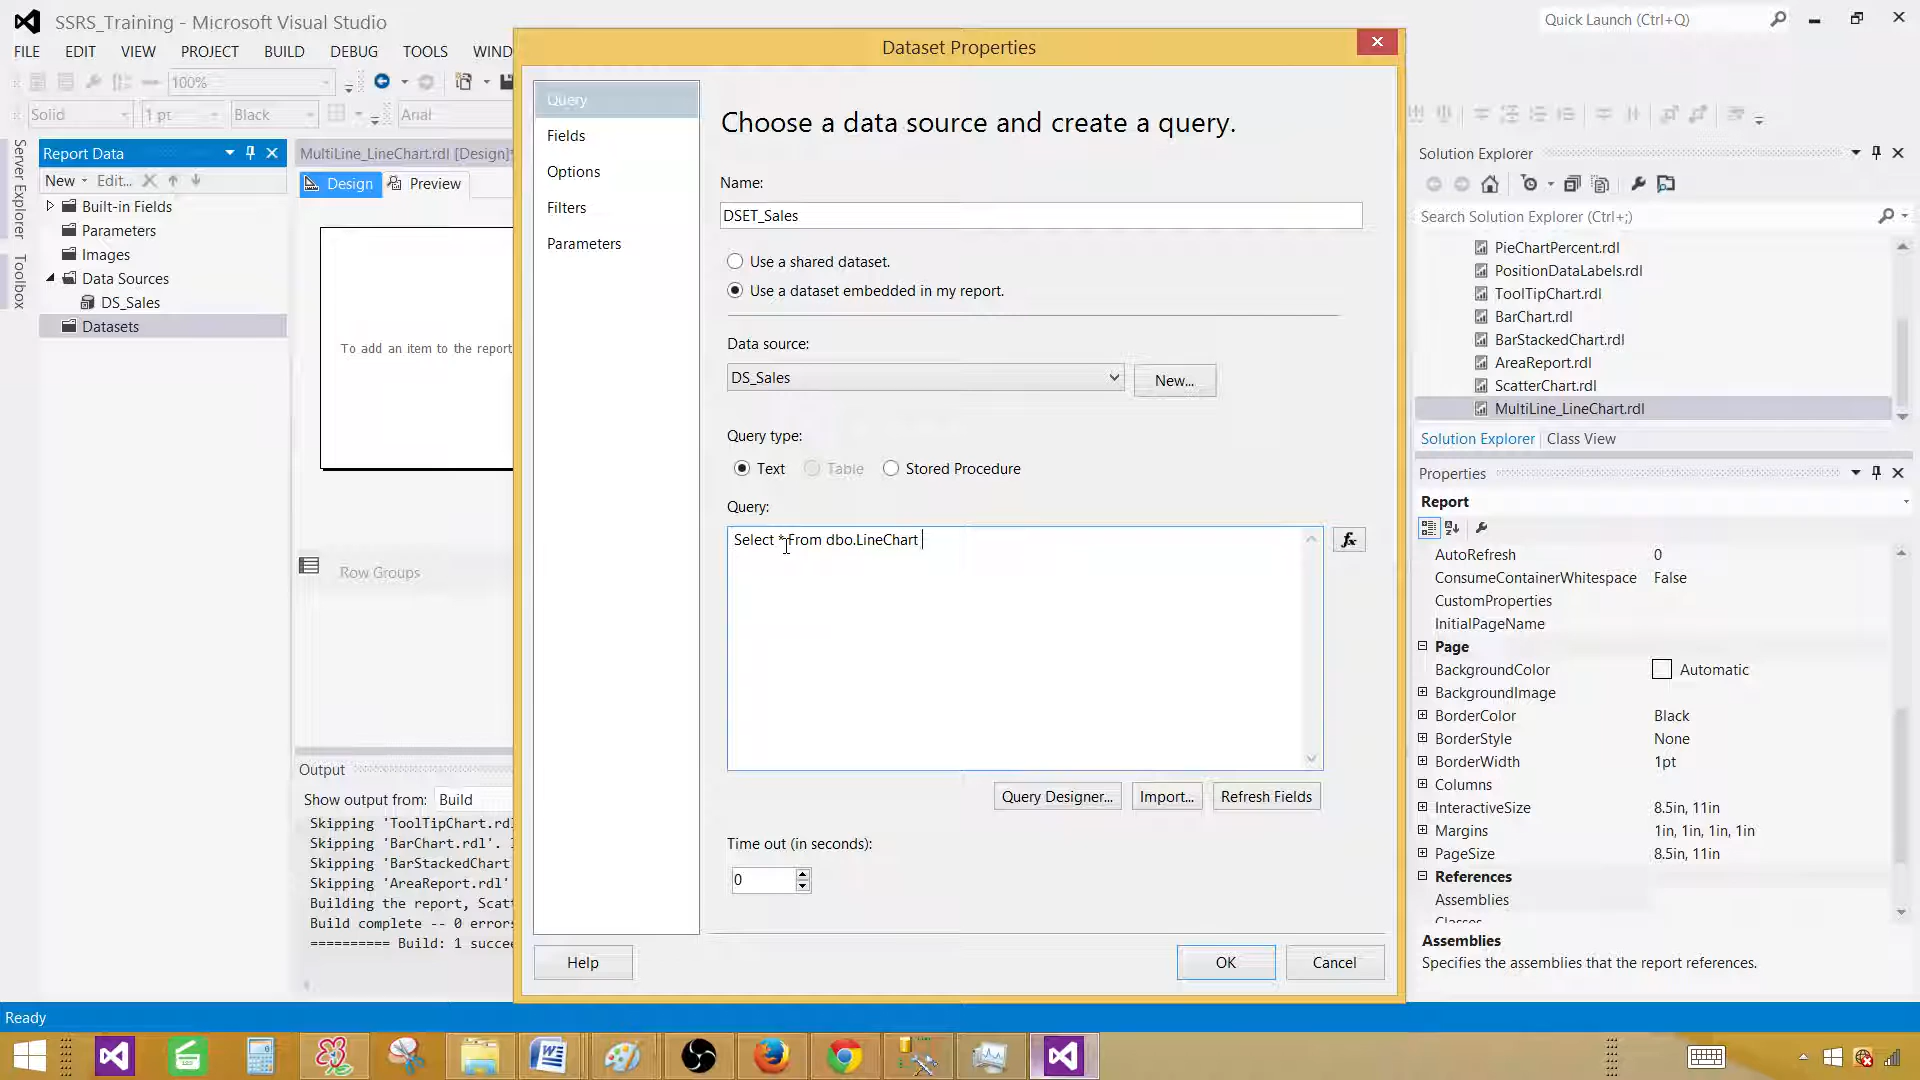 SSRS_Training - Microsoft Visual Studio
Quick Launch (Ctrl+Q)
FILE EDIT VIEW PROJECT BUILD DEBUG TOOLS WIND
100%
Solid 1 pt Black Arial
Server Explorer
Toolbox
Report Data
New Edit...
Built-in Fields
Parameters
Images
Data Sources
DS_Sales
Datasets
MultiLine_LineChart.rdl [Design]*
Design Preview
To add an item to the report
Row Groups
Output
Show output from: Build
Skipping 'ToolTipChart.rdl
Skipping 'BarChart.rdl'. I
Skipping 'BarStackedChart
Skipping 'AreaReport.rdl'
Building the report, Scatt
Build complete -- 0 errors
========== Build: 1 succee
Dataset Properties
Query
Fields
Options
Filters
Parameters
Choose a data source and create a query.
Name:
DSET_Sales
Use a shared dataset.
Use a dataset embedded in my report.
Data source:
DS_Sales
New...
Query type:
Text Table Stored Procedure
Query:
Select * From dbo.LineChart
fx
Query Designer... Import... Refresh Fields
Time out (in seconds):
0
Help OK Cancel
Solution Explorer
Search Solution Explorer (Ctrl+;)
PieChartPercent.rdl
PositionDataLabels.rdl
ToolTipChart.rdl
BarChart.rdl
BarStackedChart.rdl
AreaReport.rdl
ScatterChart.rdl
MultiLine_LineChart.rdl
Solution Explorer Class View
Properties
Report
AutoRefresh 0
ConsumeContainerWhitespace False
CustomProperties
InitialPageName
Page
BackgroundColor Automatic
BackgroundImage
BorderColor Black
BorderStyle None
BorderWidth 1pt
Columns
InteractiveSize 8.5in, 11in
Margins 1in, 1in, 1in, 1in
PageSize 8.5in, 11in
References
Assemblies
Classes
Assemblies
Specifies the assemblies that the report references.
Ready